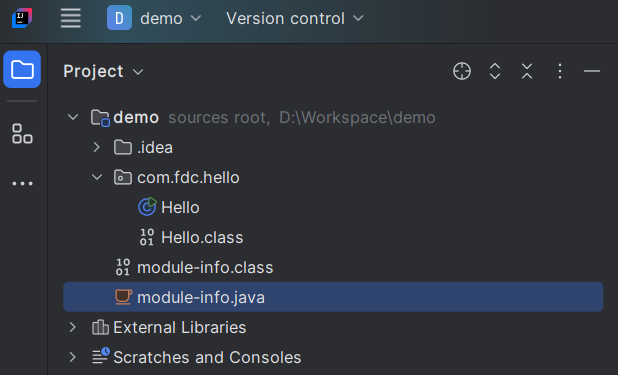 D demo Version control
Project
demo sources root, D:\Workspace\demo
.idea
com.fdc.hello
Hello
Hello.class
module-info.class
module-info.java
External Libraries
Scratches and Consoles